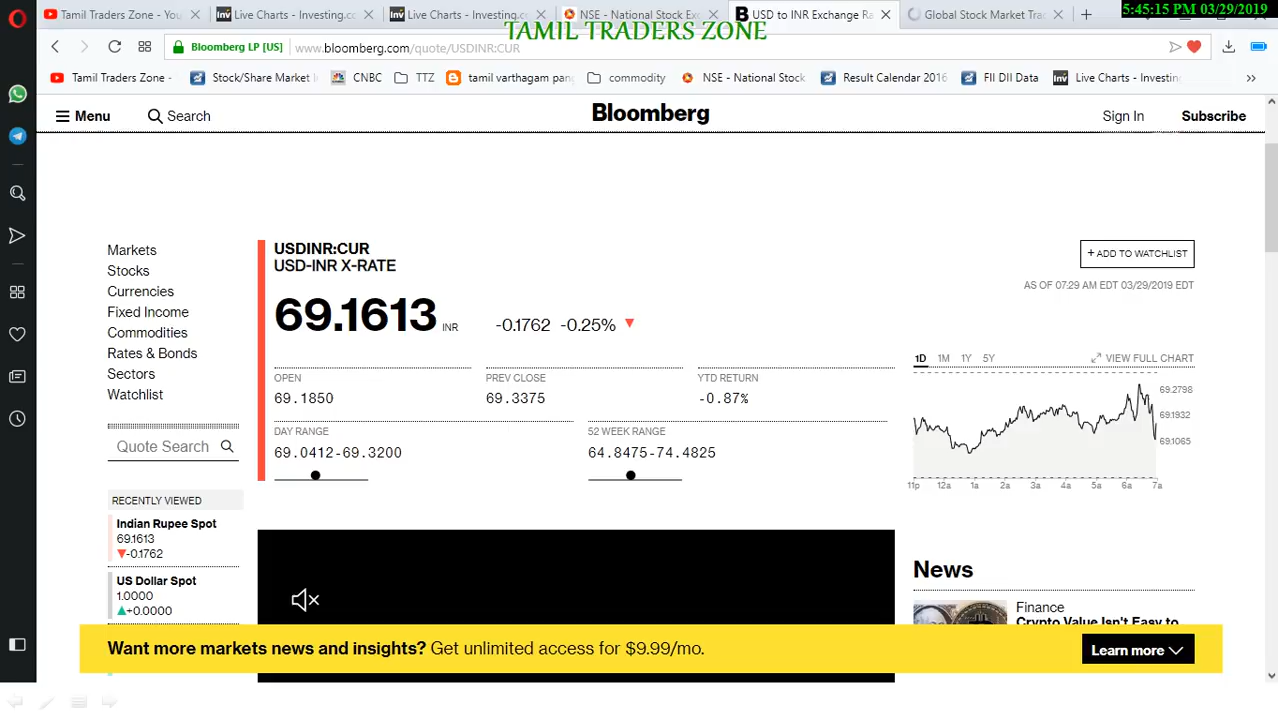 Tamil Traders Zone - You
Live Charts - Investing.co
Live Charts - Investing.c
NSE - National Stock Exc
USD to INR Exchange Ra
Global Stock Market Tra
5:45:15 PM 03/29/2019
TAMIL TRADERS ZONE
Bloomberg LP [US]
www.bloomberg.com/quote/USDINR:CUR
Tamil Traders Zone -
Stock/Share Market
CNBC
TTZ
tamil varthagam pan
commodity
NSE - National Stock
Result Calendar 2016
FII DII Data
Live Charts - Investin
Menu
Search
Bloomberg
Sign In
Subscribe
Markets
Stocks
Currencies
Fixed Income
Commodities
Rates & Bonds
Sectors
Watchlist
Quote Search
RECENTLY VIEWED
Indian Rupee Spot
69.1613
▼-0.1762
US Dollar Spot
1.0000
▲+0.0000
USDINR:CUR
USD-INR X-RATE
69.1613 INR -0.1762 -0.25% ▼
OPEN
69.1850
PREV CLOSE
69.3375
YTD RETURN
-0.87%
DAY RANGE
69.0412-69.3200
52 WEEK RANGE
64.8475-74.4825
+ ADD TO WATCHLIST
AS OF 07:29 AM EDT 03/29/2019 EDT
1D 1M 1Y 5Y
VIEW FULL CHART
69.2798
69.1932
69.1065
11p 12a 1a 2a 3a 4a 5a 6a 7a
News
Finance
Crypto Value Isn't Easy to
Want more markets news and insights? Get unlimited access for $9.99/mo.
Learn more